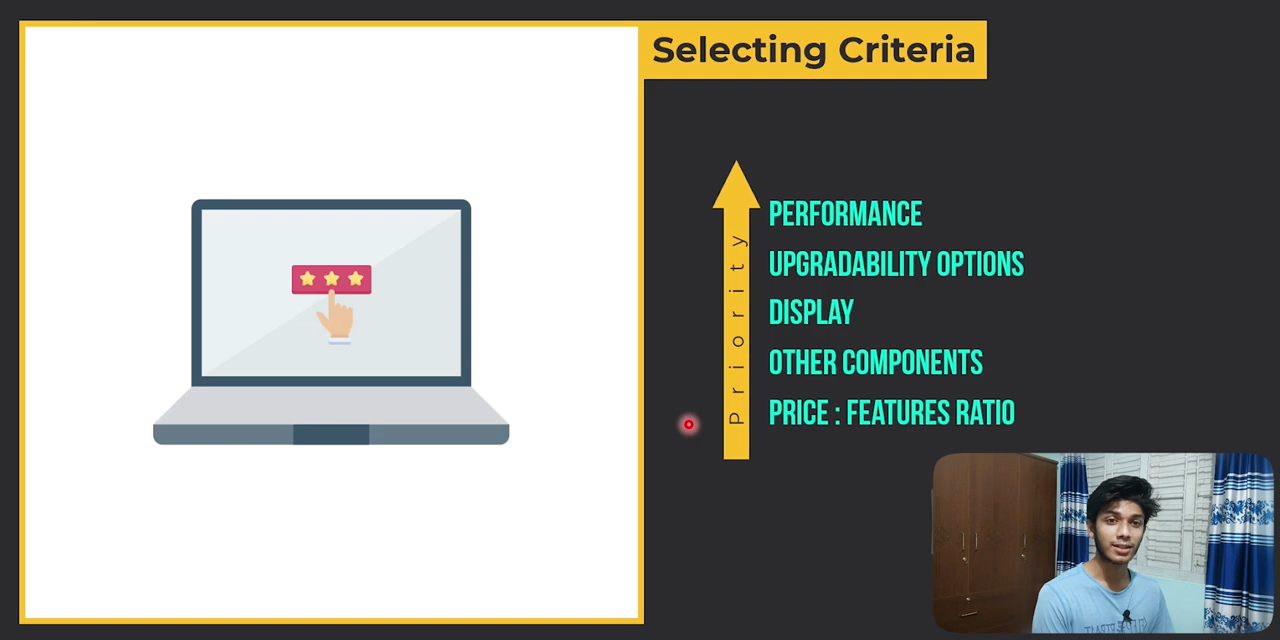 Selecting Criteria
Priority
PERFORMANCE
UPGRADABILITY OPTIONS
DISPLAY
OTHER COMPONENTS
PRICE : FEATURES RATIO